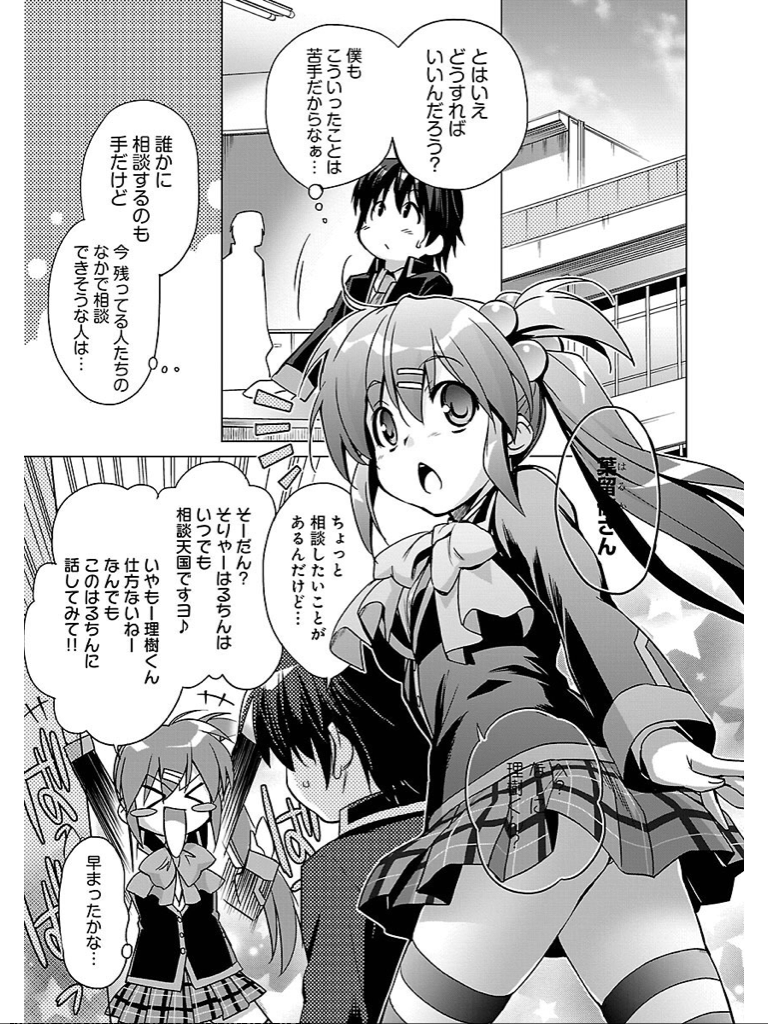 とはいえ
どうすれば
いいんだろう?
僕も
こういったことは
苦手だからなぁ…
誰かに
相談するのも
手だけど
今 残ってる人たちの
なかで相談
できそうな人は…
さん
理樹くん?
ちょっと
相談したいことが
あるんだけど…
そーだん?
そりゃーはるちんは
いつでも
相談天国ですヨ♪
いやもー理樹くん
仕方ないねー
なんでも
このはるちんに
話してみて!!
早まったかな…